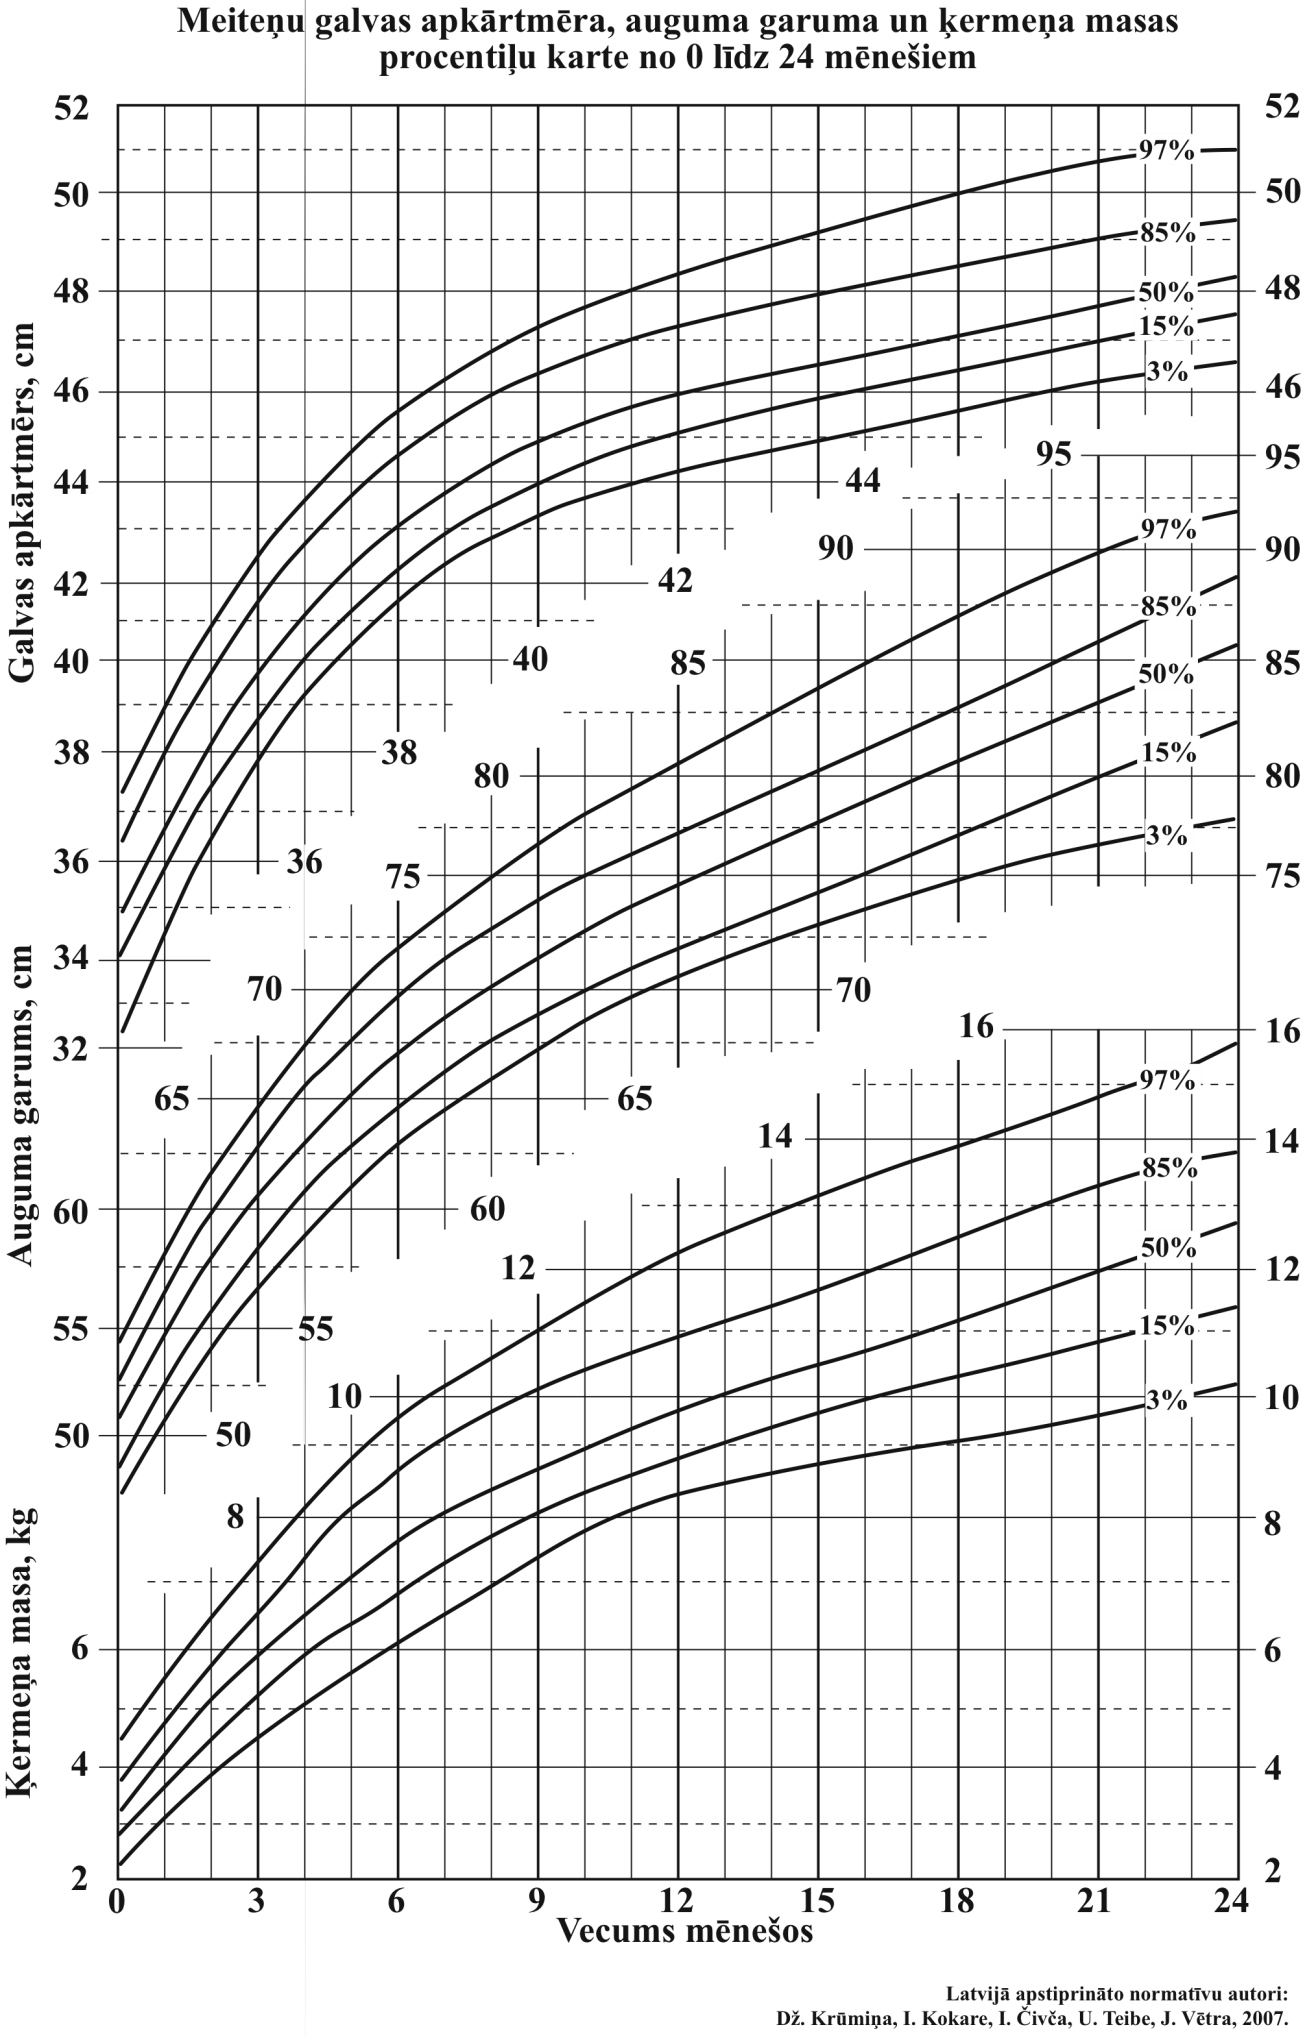 Meiteņu galvas apkārtmēra, auguma garuma un ķermeņa masas
procentiļu karte no 0 līdz 24 mēnešiem
52 52
97%
50 50
85%
48 50% 48
15%
3%
46 46
95 95
44 44
97%
90 90
42 42
85%
40 40 85 85
50%
38 38 15%
80 80
3%
36 36
75 75
34
70 70
32 16 16
97%
65 65
14 14
85%
60 60
50%
12 12
55 55 15%
10 3% 10
50 50
8 8
6 6
4 4
2 2
0 3 6 9 12 15 18 21 24
Galvas apkārtmērs, cm
Auguma garums, cm
Ķermeņa masa, kg
Vecums mēnešos
Latvijā apstiprināto normatīvu autori:
Dž. Krūmiņa, I. Kokare, I. Čivča, U. Teibe, J. Vētra, 2007.